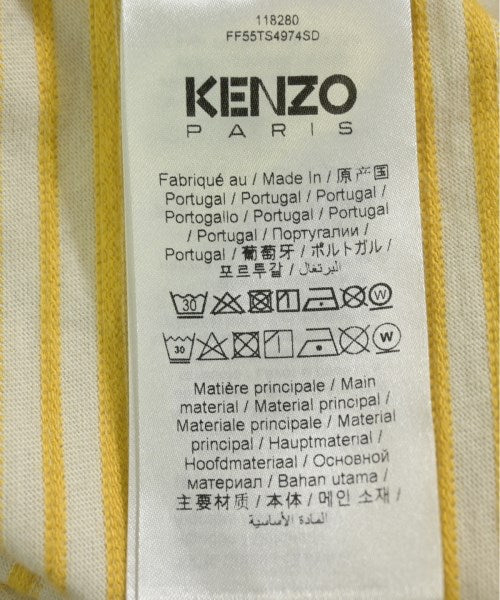 118280
FF55TS4974SD
KENZO
PARIS
Fabriqué au / Made In / 原产国
Portugal / Portugal / Portugal /
Portogallo / Portugal / Portugal
/ Portugal / Португалии /
Portugal / 葡萄牙 / ポルトガル /
포르투갈 / البرتغال
30 W
30 W
Matière principale / Main
material / Material principal /
Materiale principale / Material
principal / Hauptmaterial /
Hoofdmateriaal / Основной
материал / Bahan utama /
主要材质 / 本体 / 메인 소재 /
المادة الأساسية